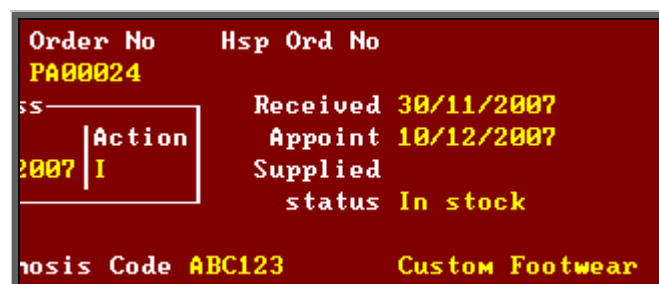 Order No Hsp Ord No
PA00024
ss Received 30/11/2007
Action Appoint 10/12/2007
2007 I Supplied
status In stock
nosis Code ABC123 Custom Footwear